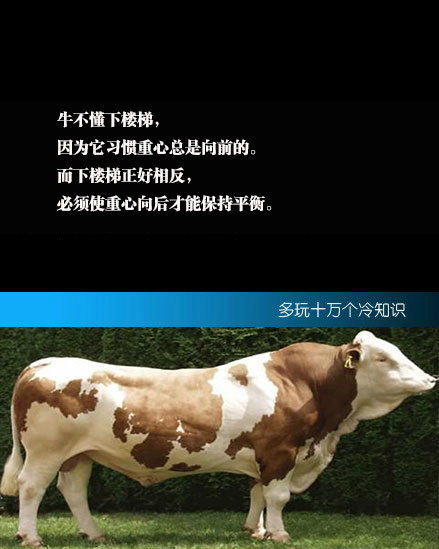 牛不懂下楼梯，
因为它习惯重心总是向前的。
而下楼梯正好相反，
必须使重心向后才能保持平衡。
多玩十万个冷知识